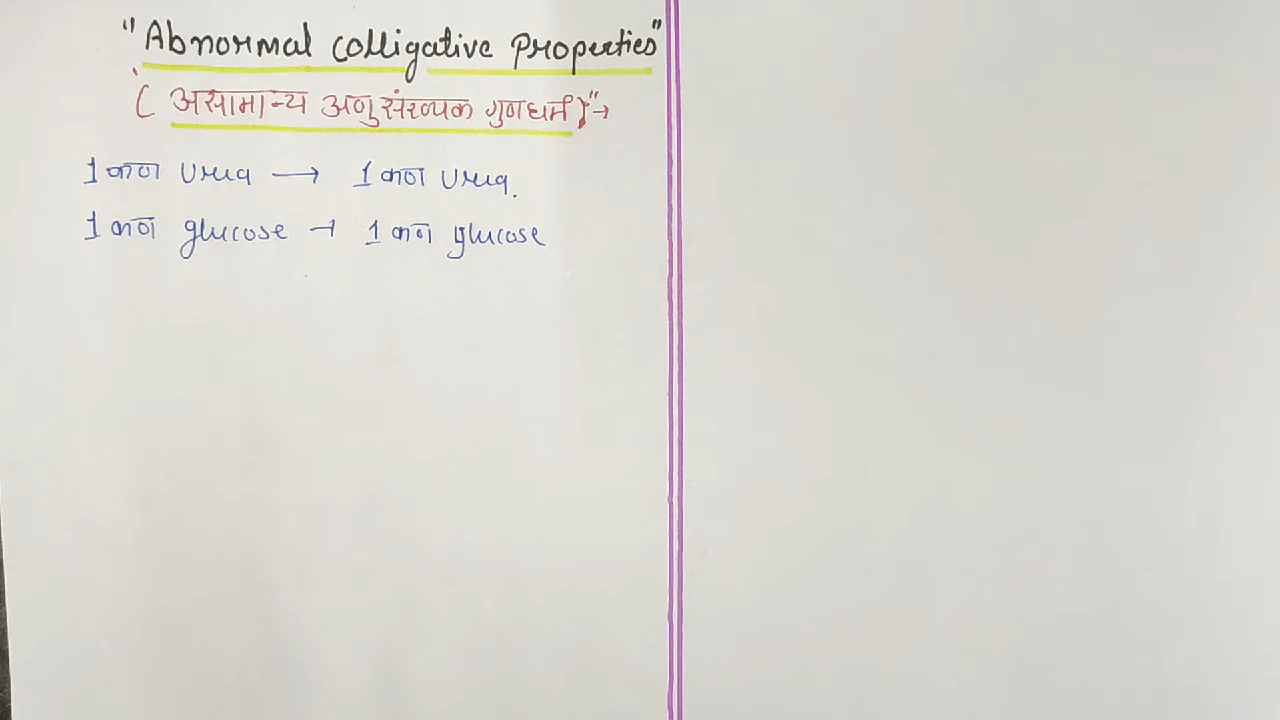 "Abnormal colligative Properties"
( असामान्य अणुसंख्यक गुणधर्म )" →
1 कण Urea → 1 कण Urea.
1 कण glucose → 1 कण glucose